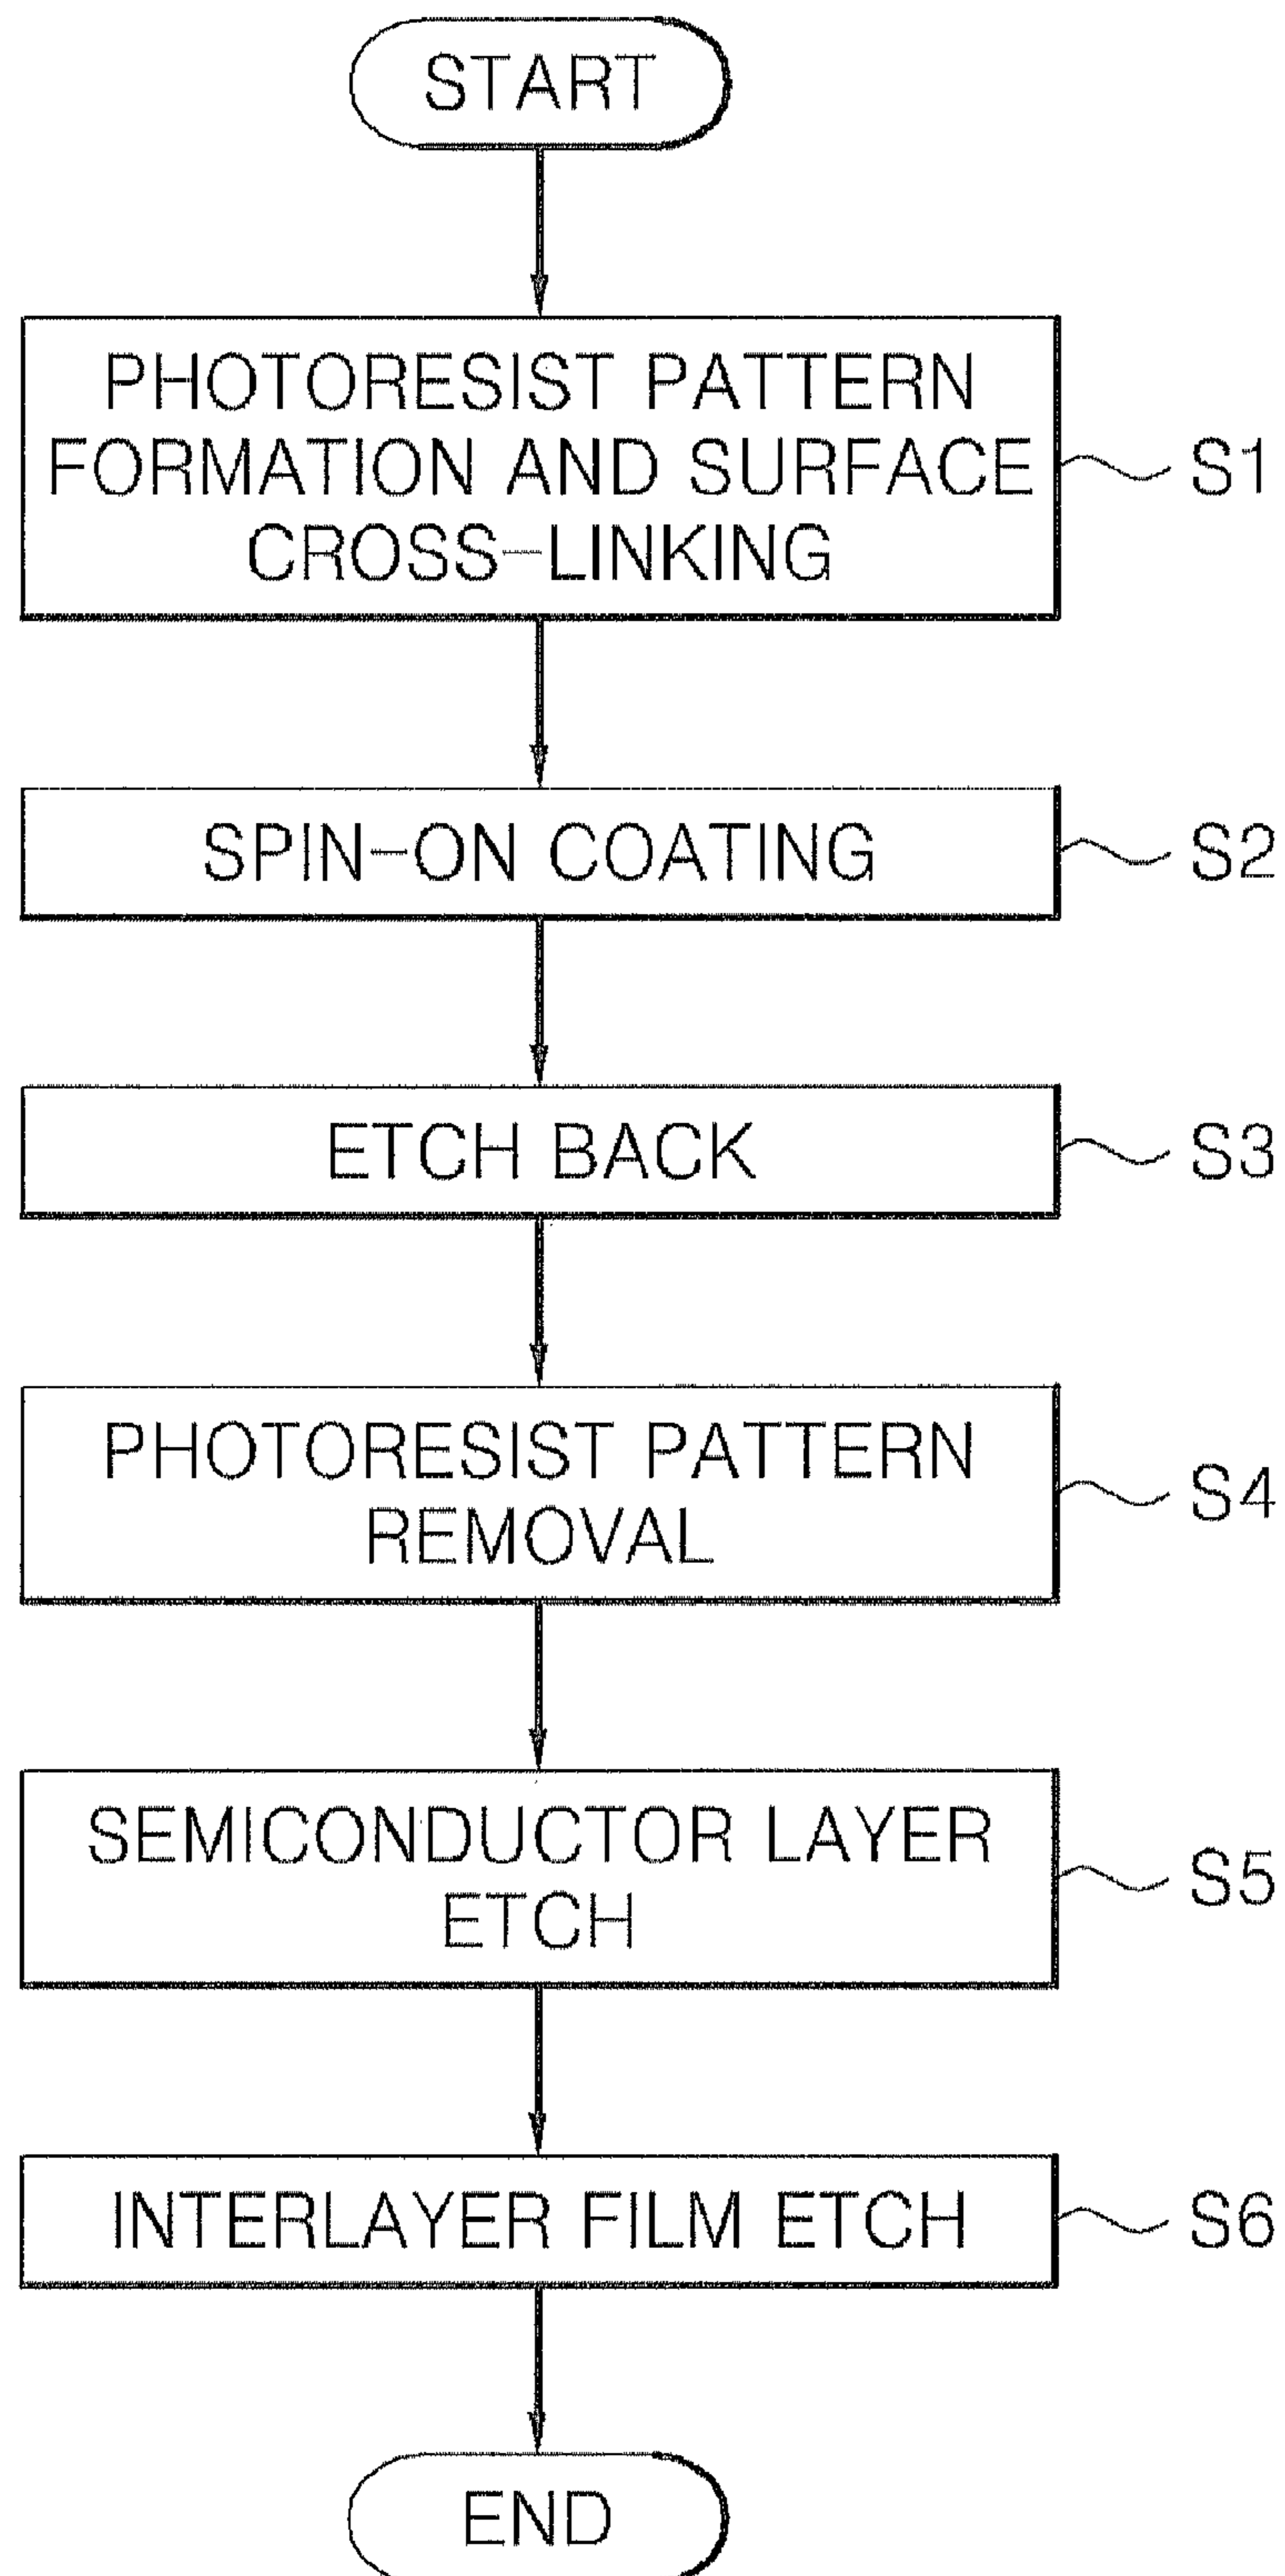 START
PHOTORESIST PATTERN
FORMATION AND SURFACE
CROSS-LINKING
S1
SPIN-ON COATING
S2
ETCH BACK
S3
PHOTORESIST PATTERN
REMOVAL
S4
SEMICONDUCTOR LAYER
ETCH
S5
INTERLAYER FILM ETCH
S6
END